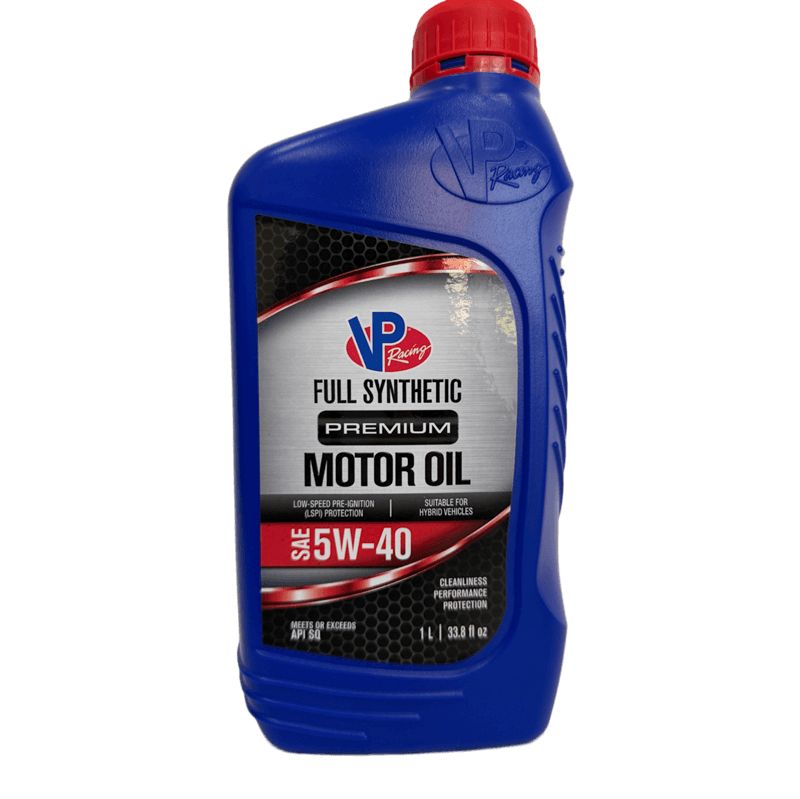 VP Racing
VP Racing
FULL SYNTHETIC
PREMIUM
MOTOR OIL
LOW-SPEED PRE-IGNITION
(LSPI) PROTECTION
SUITABLE FOR
HYBRID VEHICLES
SAE 5W-40
CLEANLINESS
PERFORMANCE
PROTECTION
MEETS OR EXCEEDS
API SQ
1 L | 33.8 fl oz